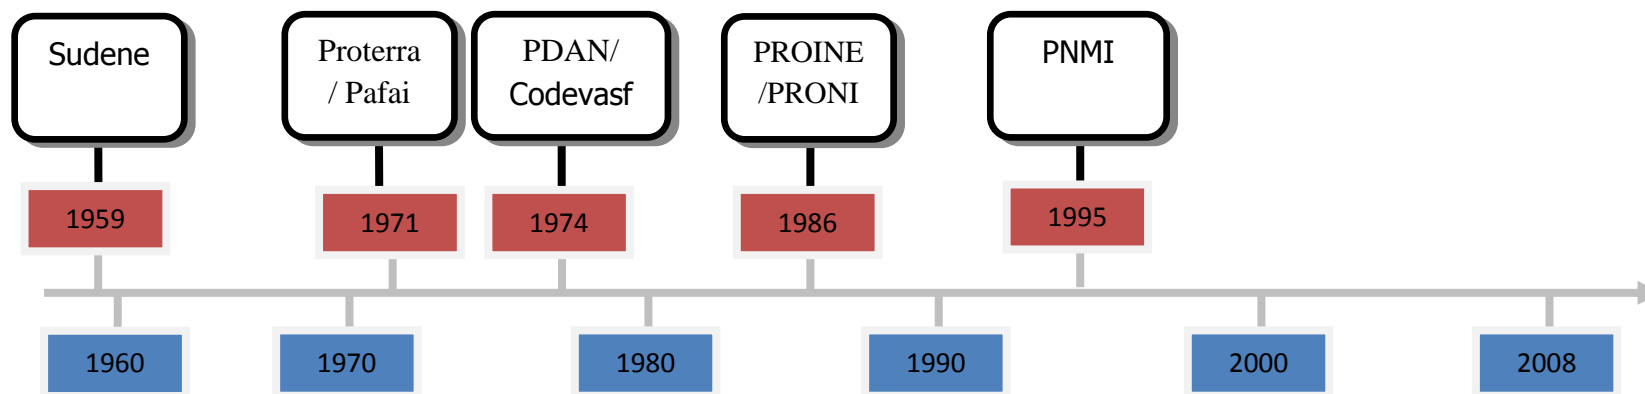 Sudene
Proterra
/ Pafai
PDAN/
Codevasf
PROINE
/PRONI
PNMI
1959
1971
1974
1986
1995
1960
1970
1980
1990
2000
2008